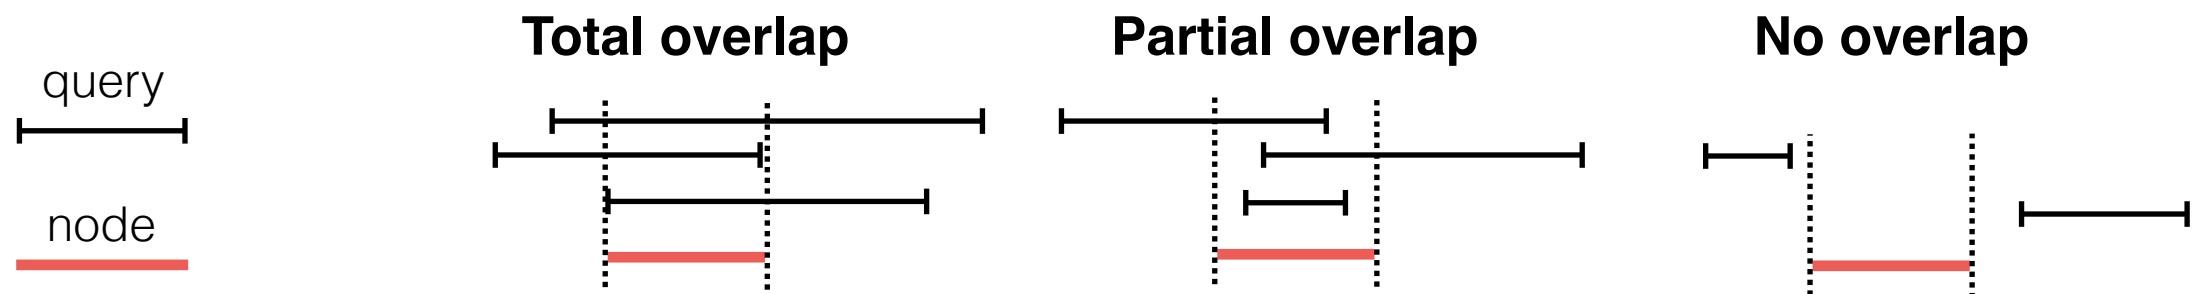 Total overlap
Partial overlap
No overlap
query
node